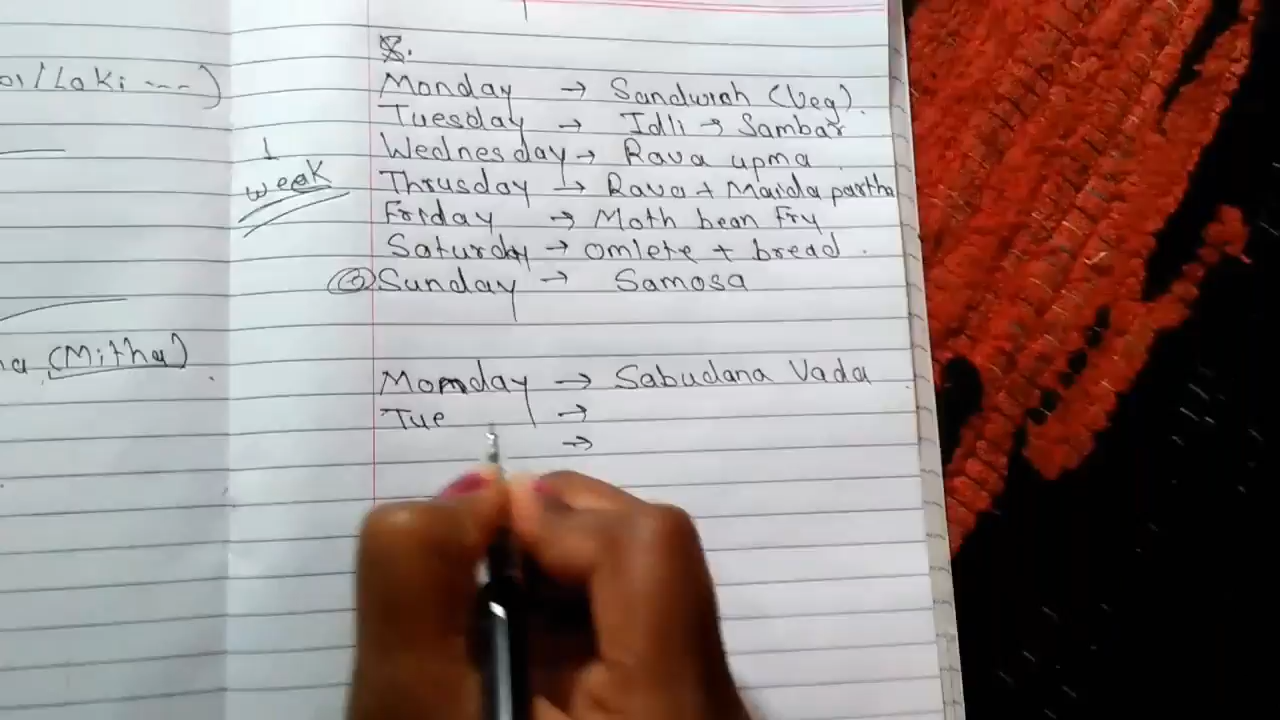 /Loki ---)
Monday → Sandwich (Veg).
Tuesday → Idli → Sambar
Wednesday → Rava upma
1 week
Thrusday → Rava + Maida partha
Friday → Moth bean Fry
Saturday → omlete + bread.
Sunday → Samosa
(Mitha)
Monday → Sabudana Vada
Tue →
→